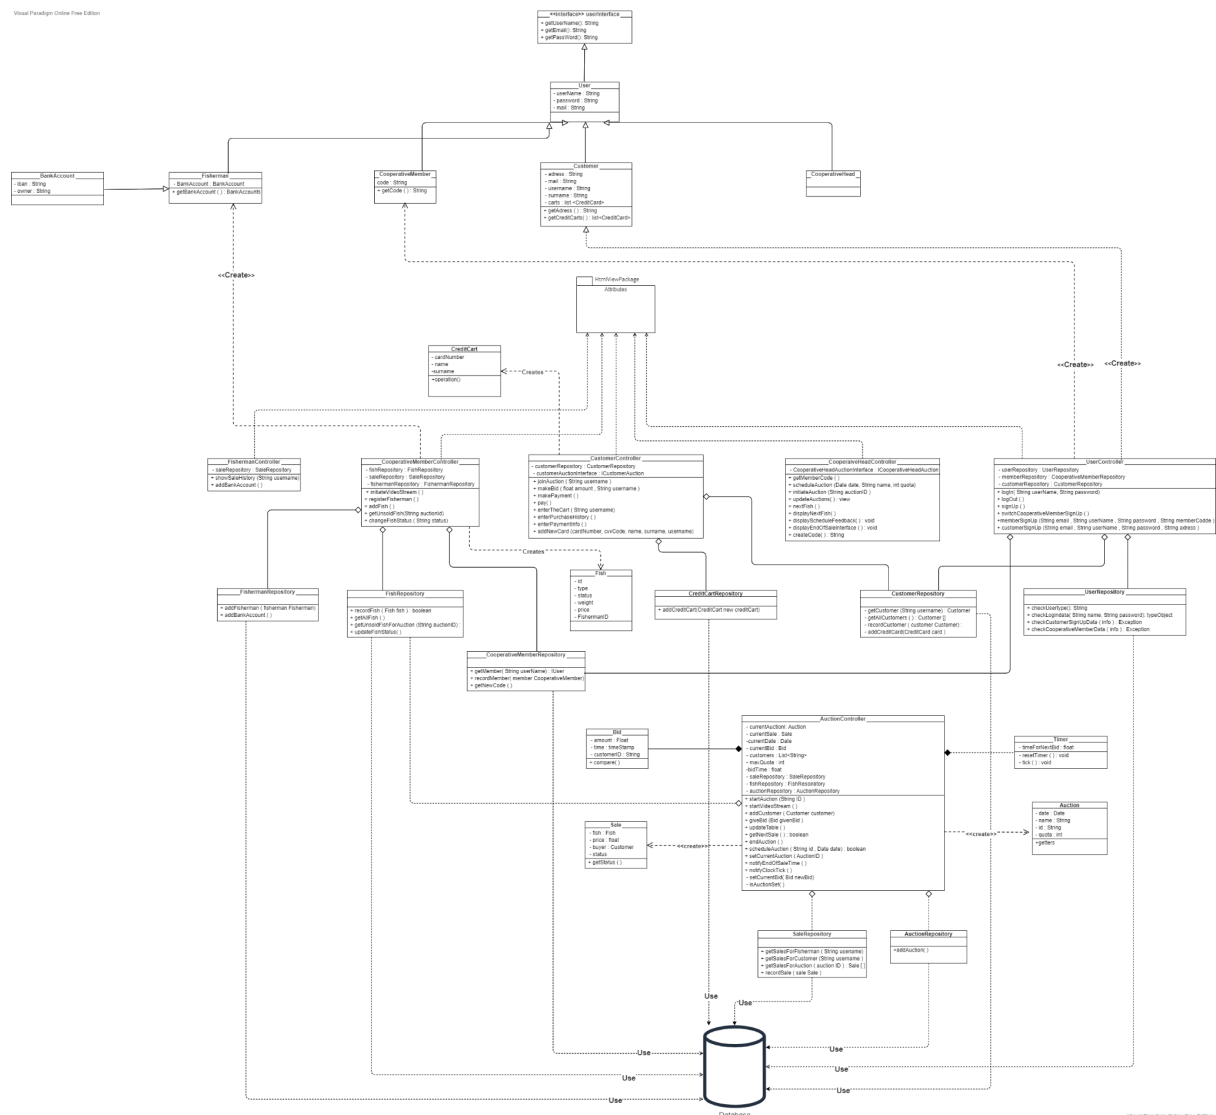 Visual Paradigm Online Free Edition
<<Interface>> userInterface
+ getUserName(): String
+ getEmail(): String
+ getPassWord(): String
User
- userName : String
- password : String
- mail : String
BankAccount
- iban : String
- owner : String
Fisherman
- BankAccount : BankAccount
+ getBankAccount ( ) : BankAccounts
CooperativeMember
code : String
+ getCode ( ) : String
Customer
- adress : String
- mail : String
- username : String
- surname : String
- carts : list <CreditCard>
+ getAdress ( ) : String
+ getCreditCarts( ) : list<CreditCard>
CooperativeHead
<<Create>>
HtmlViewPackage
Attributes
CreditCart
- cardNumber
- name
-surname
+operation()
Creates
<<Create>>
<<Create>>
FishermanController
- saleRepository : SaleRepository
+ showSaleHistory (String username)
+ addBankAccount ( )
CooperativeMemberController
- fishRepository : FishRepository
- saleRepository : SaleRepository
- fishermanRepository : FishermanRepository
+ initiateVideoStream ( )
+ registerFisherman ( )
+ addFish ( )
+ getUnsoldFish(String auctionid)
+ changeFishStatus( String status)
CustomerController
- customerRepository : CustomerRepository
- customerAuctionInterface : ICustomerAuction
+ joinAuction ( String username )
+ makeBid ( float amount , String username )
+ makePayment ( )
+ pay( )
+ enterTheCart ( String username)
+ enterPurchaseHistory ( )
+ enterPaymentInfo ( )
+ addNewCard (cardNumber, cvvCode, name, surname, username)
CooperativeHeadController
- CooperativeHeadAuctionInterface : ICooperativeHeadAuction
+ getMemberCode ( )
+ scheduleAuction (Date date, String name, int quota)
+ initiateAuction (String auctionID )
+ updateAuctions( ) : view
+ nextFish ( )
+ displayNextFish( )
+ displayScheduleFeedback( ) : void
+ displayEndOfSaleInterface ( ) : void
+ createCode( ) : String
UserController
- userRepository : UserRepository
- memberRepository : CooperativeMemberRepository
- customerRepository : CustomerRepository
+ login( String userName, String password)
+ logOut ( )
+ signUp ( )
+ switchCooperativeMemberSignUp ( )
+memberSignUp (String email , String userName , String password , String memberCodde )
+ customerSignUp (String email , String userName , String password , String adress )
Creates
FishermanRepository
+ addFisherman ( fisherman Fisherman)
+ addBankAccount ( )
FishRepository
+ recordFish ( Fish fish ) : boolean
+ getAllFish ( )
+ getUnsoldFishForAuction ( String auctionID )
+ updateFishStatus( )
Fish
- id
- type
- status
- weight
- price
- FishermanID
CreditCartRepository
+ addCreditCart(CreditCart new creditCart)
CustomerRepository
- getCustomer (String username) : Customer
- getAllCustomers ( ) : Customer [ ]
- recordCustomer ( customer Customer)
- addCreditCard(CreditCard card )
UserRepository
+ checkUsertype(): String
+ checkLogindata( String name, String password): typeObject
+ checkCustomerSignUpData ( info ) : Exception
+ checkCooperativeMemberData ( info ) : Exception
CooperativeMemberRepository
+ getMember( String userName) : IUser
+ recordMember( member CooperativeMember)
+ getNewCode ( )
Bid
- amount : Float
- time : timeStamp
- customerID : String
+ compare( )
AuctionController
- currentAuction: Auction
- currentSale : Sale
-currentDate : Date
- currentBid : Bid
- customers : List<String>
- maxQuota : int
-bidTime : float
- saleRepository : SaleRepository
- fishRepository : FishResoratory
- auctionRepository : AuctionRepository
+ startAuction (String ID )
+ startVideoStream ( )
+ addCustomer ( Customer customer)
+ giveBid (Bid givenBid )
+ updateTable ( )
+ getNextSale ( ) : boolean
+ endAuction ( )
+ scheduleAuction ( String id , Date date) : boolean
+ setCurrentAuction ( AuctionID )
+ notifyEndOfSaleTime ( )
+ notifyClockTick ( )
- setCurrentBid( Bid newBid)
- isAuctionSet( )
Timer
- timeForNextBid : float
- resetTimer ( ) : void
- tick ( ) : void
Sale
- fish : Fish
- price : float
- buyer : Customer
- status
+ getStatus ( )
<<create>>
<<create>>
Auction
- date : Date
- name : String
- id : String
- quota : int
+getters
SaleRepository
+ getSalesForFisherman ( String username)
+ getSalesForCustomer (String username )
+ getSalesForAuction ( auction ID ) : Sale [ ]
+ recordSale ( sale Sale )
AuctionRepository
+addAuction( )
Use
Use
Use
Use
Use
Use
Use
Use
Database